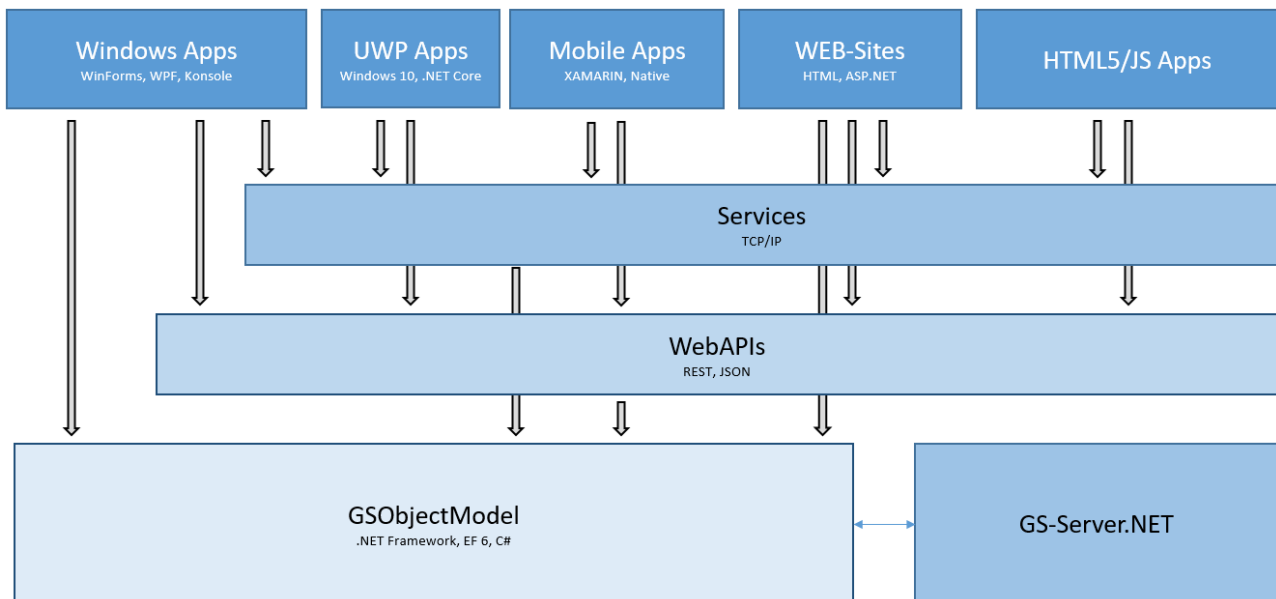 Windows Apps
WinForms, WPF, Konsole
UWP Apps
Windows 10, .NET Core
Mobile Apps
XAMARIN, Native
WEB-Sites
HTML, ASP.NET
HTML5/JS Apps
Services
TCP/IP
WebAPIs
REST, JSON
GSObjectModel
.NET Framework, EF 6, C#
GS-Server.NET